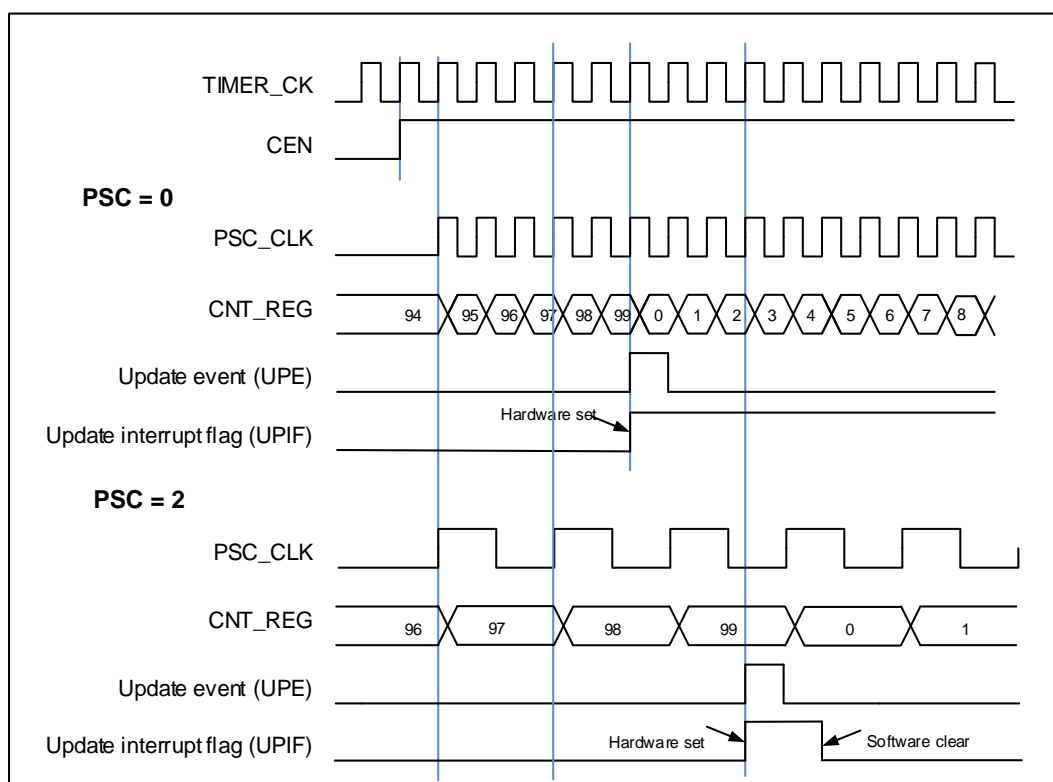 TIMER_CK
CEN
PSC = 0
PSC_CLK
CNT_REG 94 95 96 97 98 99 0 1 2 3 4 5 6 7 8
Update event (UPE)
Hardware set
Update interrupt flag (UPIF)
PSC = 2
PSC_CLK
CNT_REG 96 97 98 99 0 1
Update event (UPE)
Update interrupt flag (UPIF) Hardware set Software clear